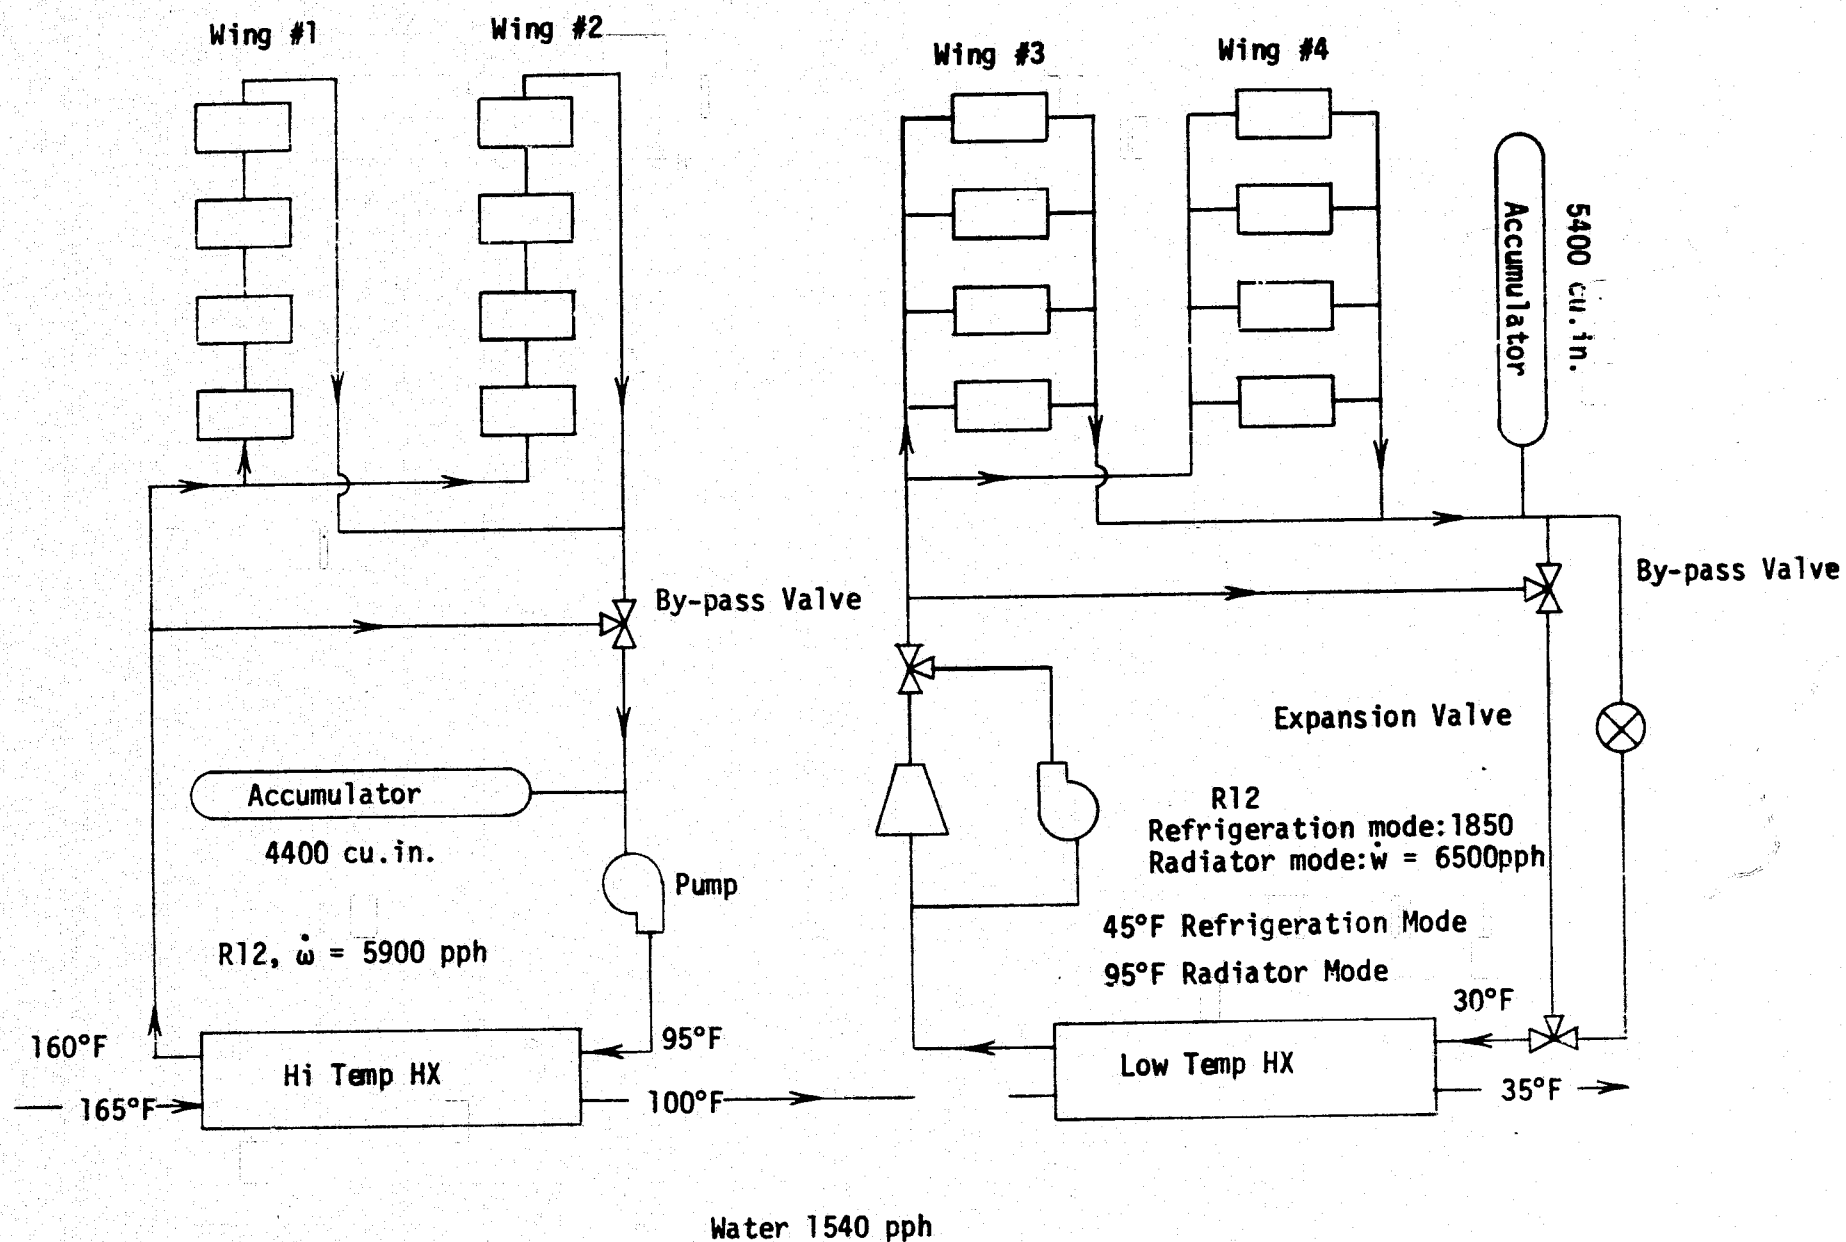 Wing #1
Wing #2
Wing #3
Wing #4
Accumulator
5400 cu.in.
By-pass Valve
By-pass Valve
Expansion Valve
Accumulator
4400 cu.in.
Pump
R12
Refrigeration mode:1850
Radiator mode:ẇ = 6500pph
45°F Refrigeration Mode
95°F Radiator Mode
R12, ω̇ = 5900 pph
160°F
95°F
30°F
Hi Temp HX
Low Temp HX
165°F
100°F
35°F
Water 1540 pph